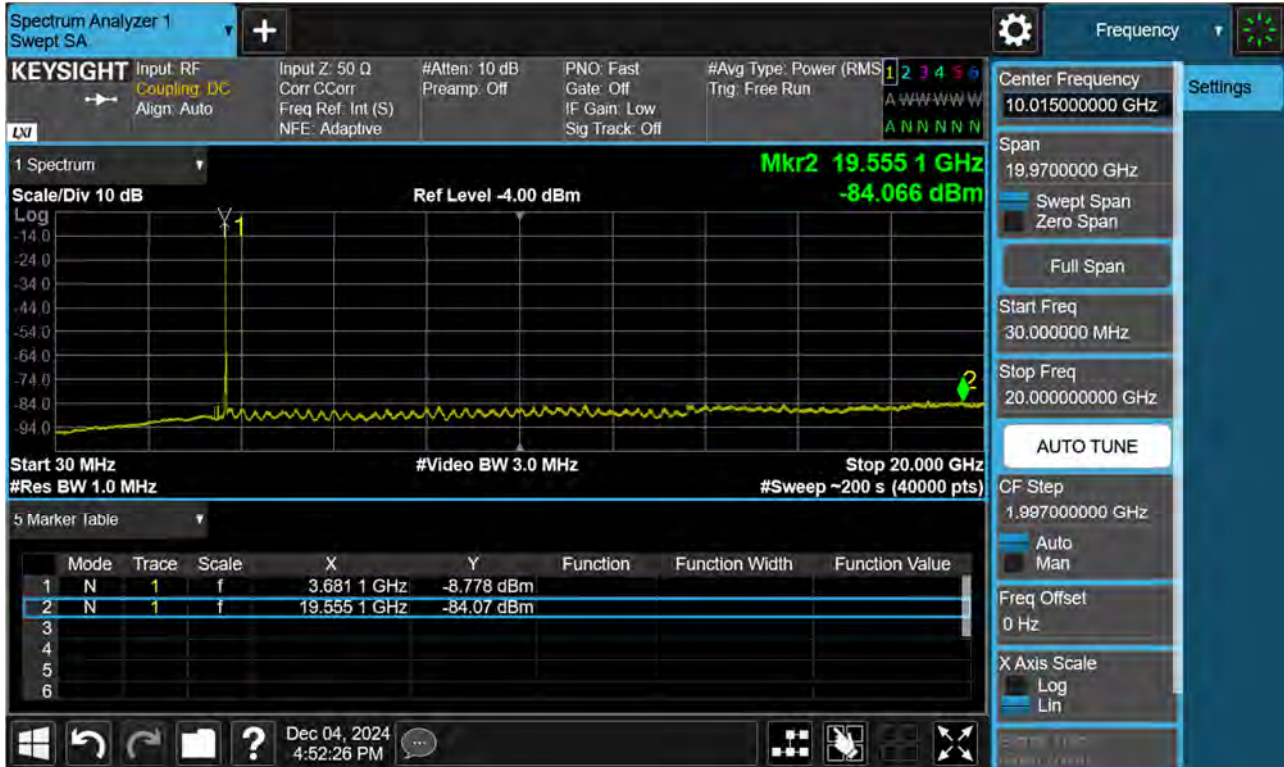 Spectrum Analyzer 1
Swept SA
Frequency
KEYSIGHT
LXI
Input: RF
Coupling: DC
Align: Auto
Input Z: 50 Ω
Corr CCorr
Freq Ref: Int (S)
NFE: Adaptive
#Atten: 10 dB
Preamp: Off
PNO: Fast
Gate: Off
IF Gain: Low
Sig Track: Off
#Avg Type: Power (RMS
Trig: Free Run
1 2 3 4 5 6
A W W W W W
A N N N N N
1 Spectrum
Scale/Div 10 dB
Ref Level -4.00 dBm
Mkr2 19.555 1 GHz
-84.066 dBm
Log
1
-14.0
-24.0
-34.0
-44.0
-54.0
-64.0
-74.0
2
-84.0
-94.0
Start 30 MHz
#Video BW 3.0 MHz
Stop 20.000 GHz
#Res BW 1.0 MHz
#Sweep ~200 s (40000 pts)
5 Marker Table
Mode Trace Scale X Y Function Function Width Function Value
1 N 1 f 3.681 1 GHz -8.778 dBm
2 N 1 f 19.555 1 GHz -84.07 dBm
3
4
5
6
Dec 04, 2024
4:52:26 PM
Center Frequency
10.015000000 GHz
Settings
Span
19.9700000 GHz
Swept Span
Zero Span
Full Span
Start Freq
30.000000 MHz
Stop Freq
20.000000000 GHz
AUTO TUNE
CF Step
1.997000000 GHz
Auto
Man
Freq Offset
0 Hz
X Axis Scale
Log
Lin